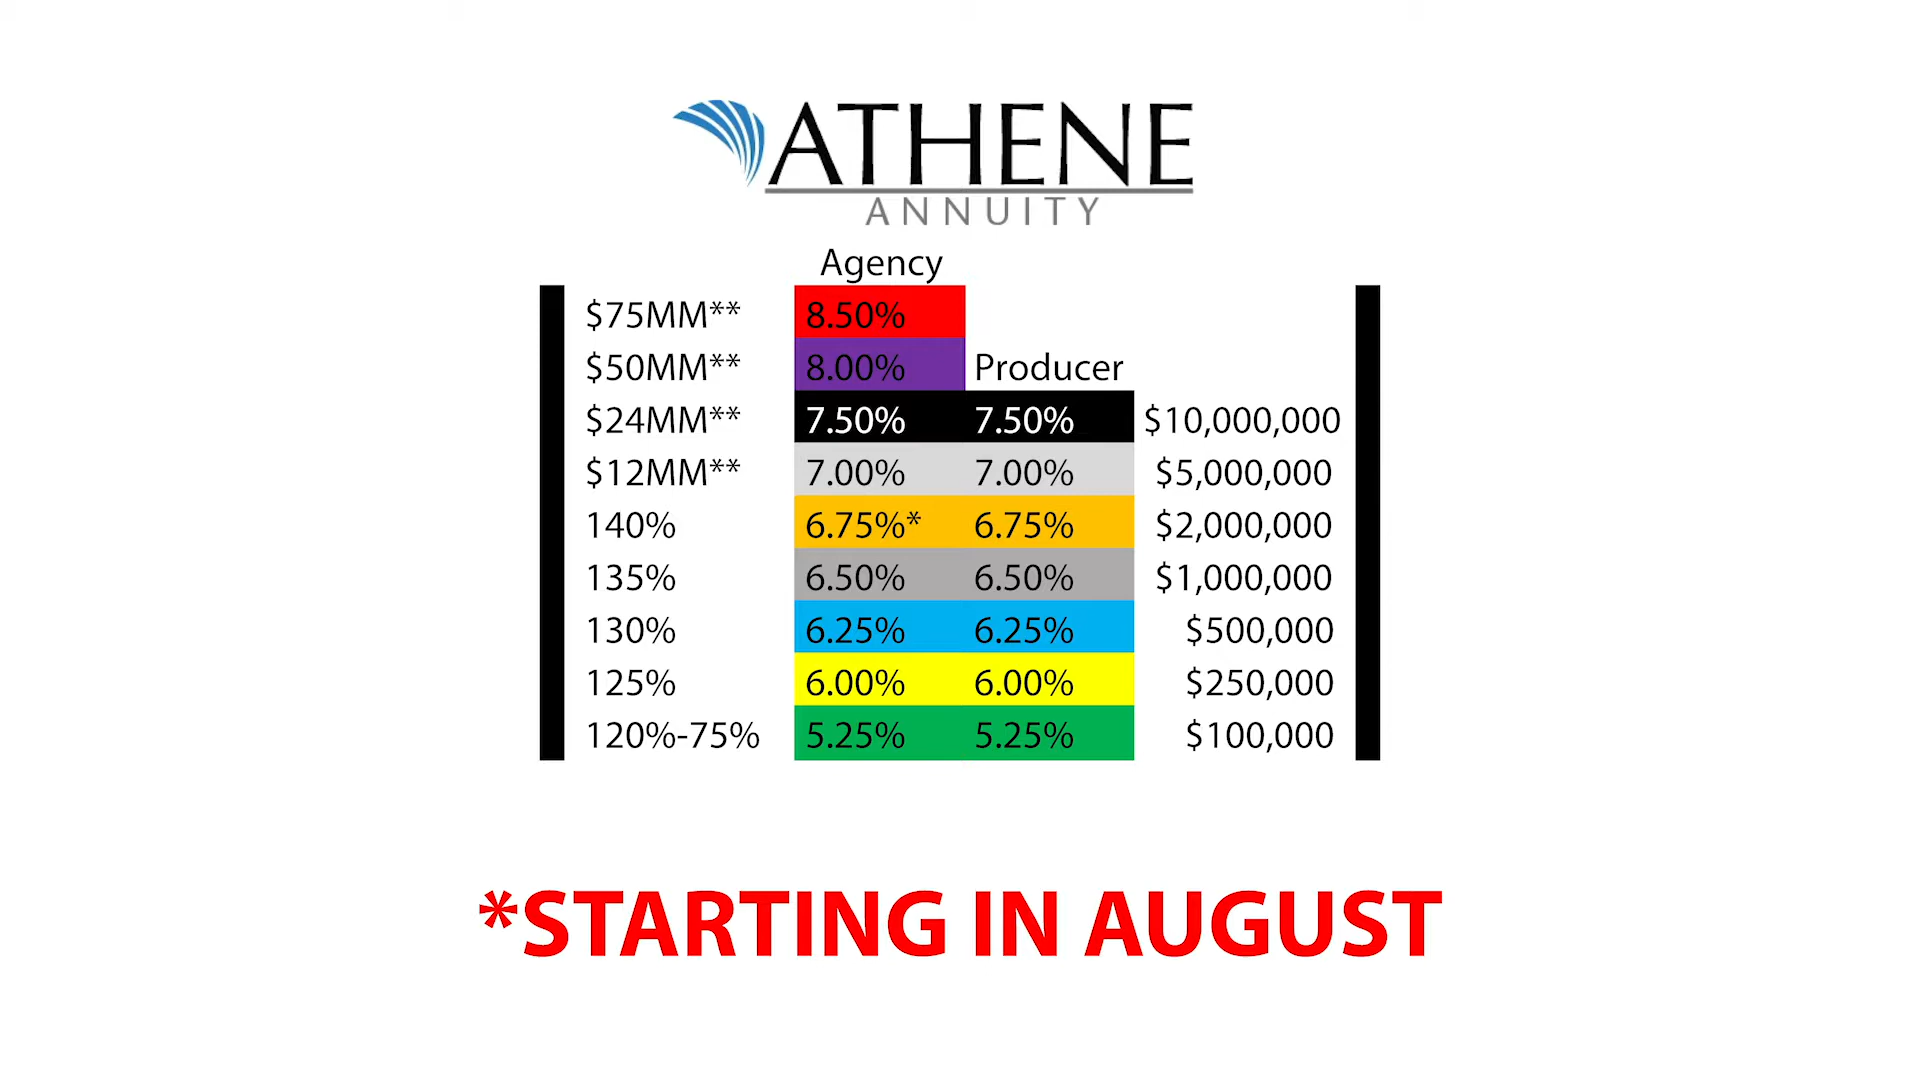 ATHENE
ANNUITY
Agency
$75MM** 8.50%
$50MM** 8.00% Producer
$24MM** 7.50% 7.50% $10,000,000
$12MM** 7.00% 7.00% $5,000,000
140% 6.75%* 6.75% $2,000,000
135% 6.50% 6.50% $1,000,000
130% 6.25% 6.25% $500,000
125% 6.00% 6.00% $250,000
120%-75% 5.25% 5.25% $100,000
*STARTING IN AUGUST